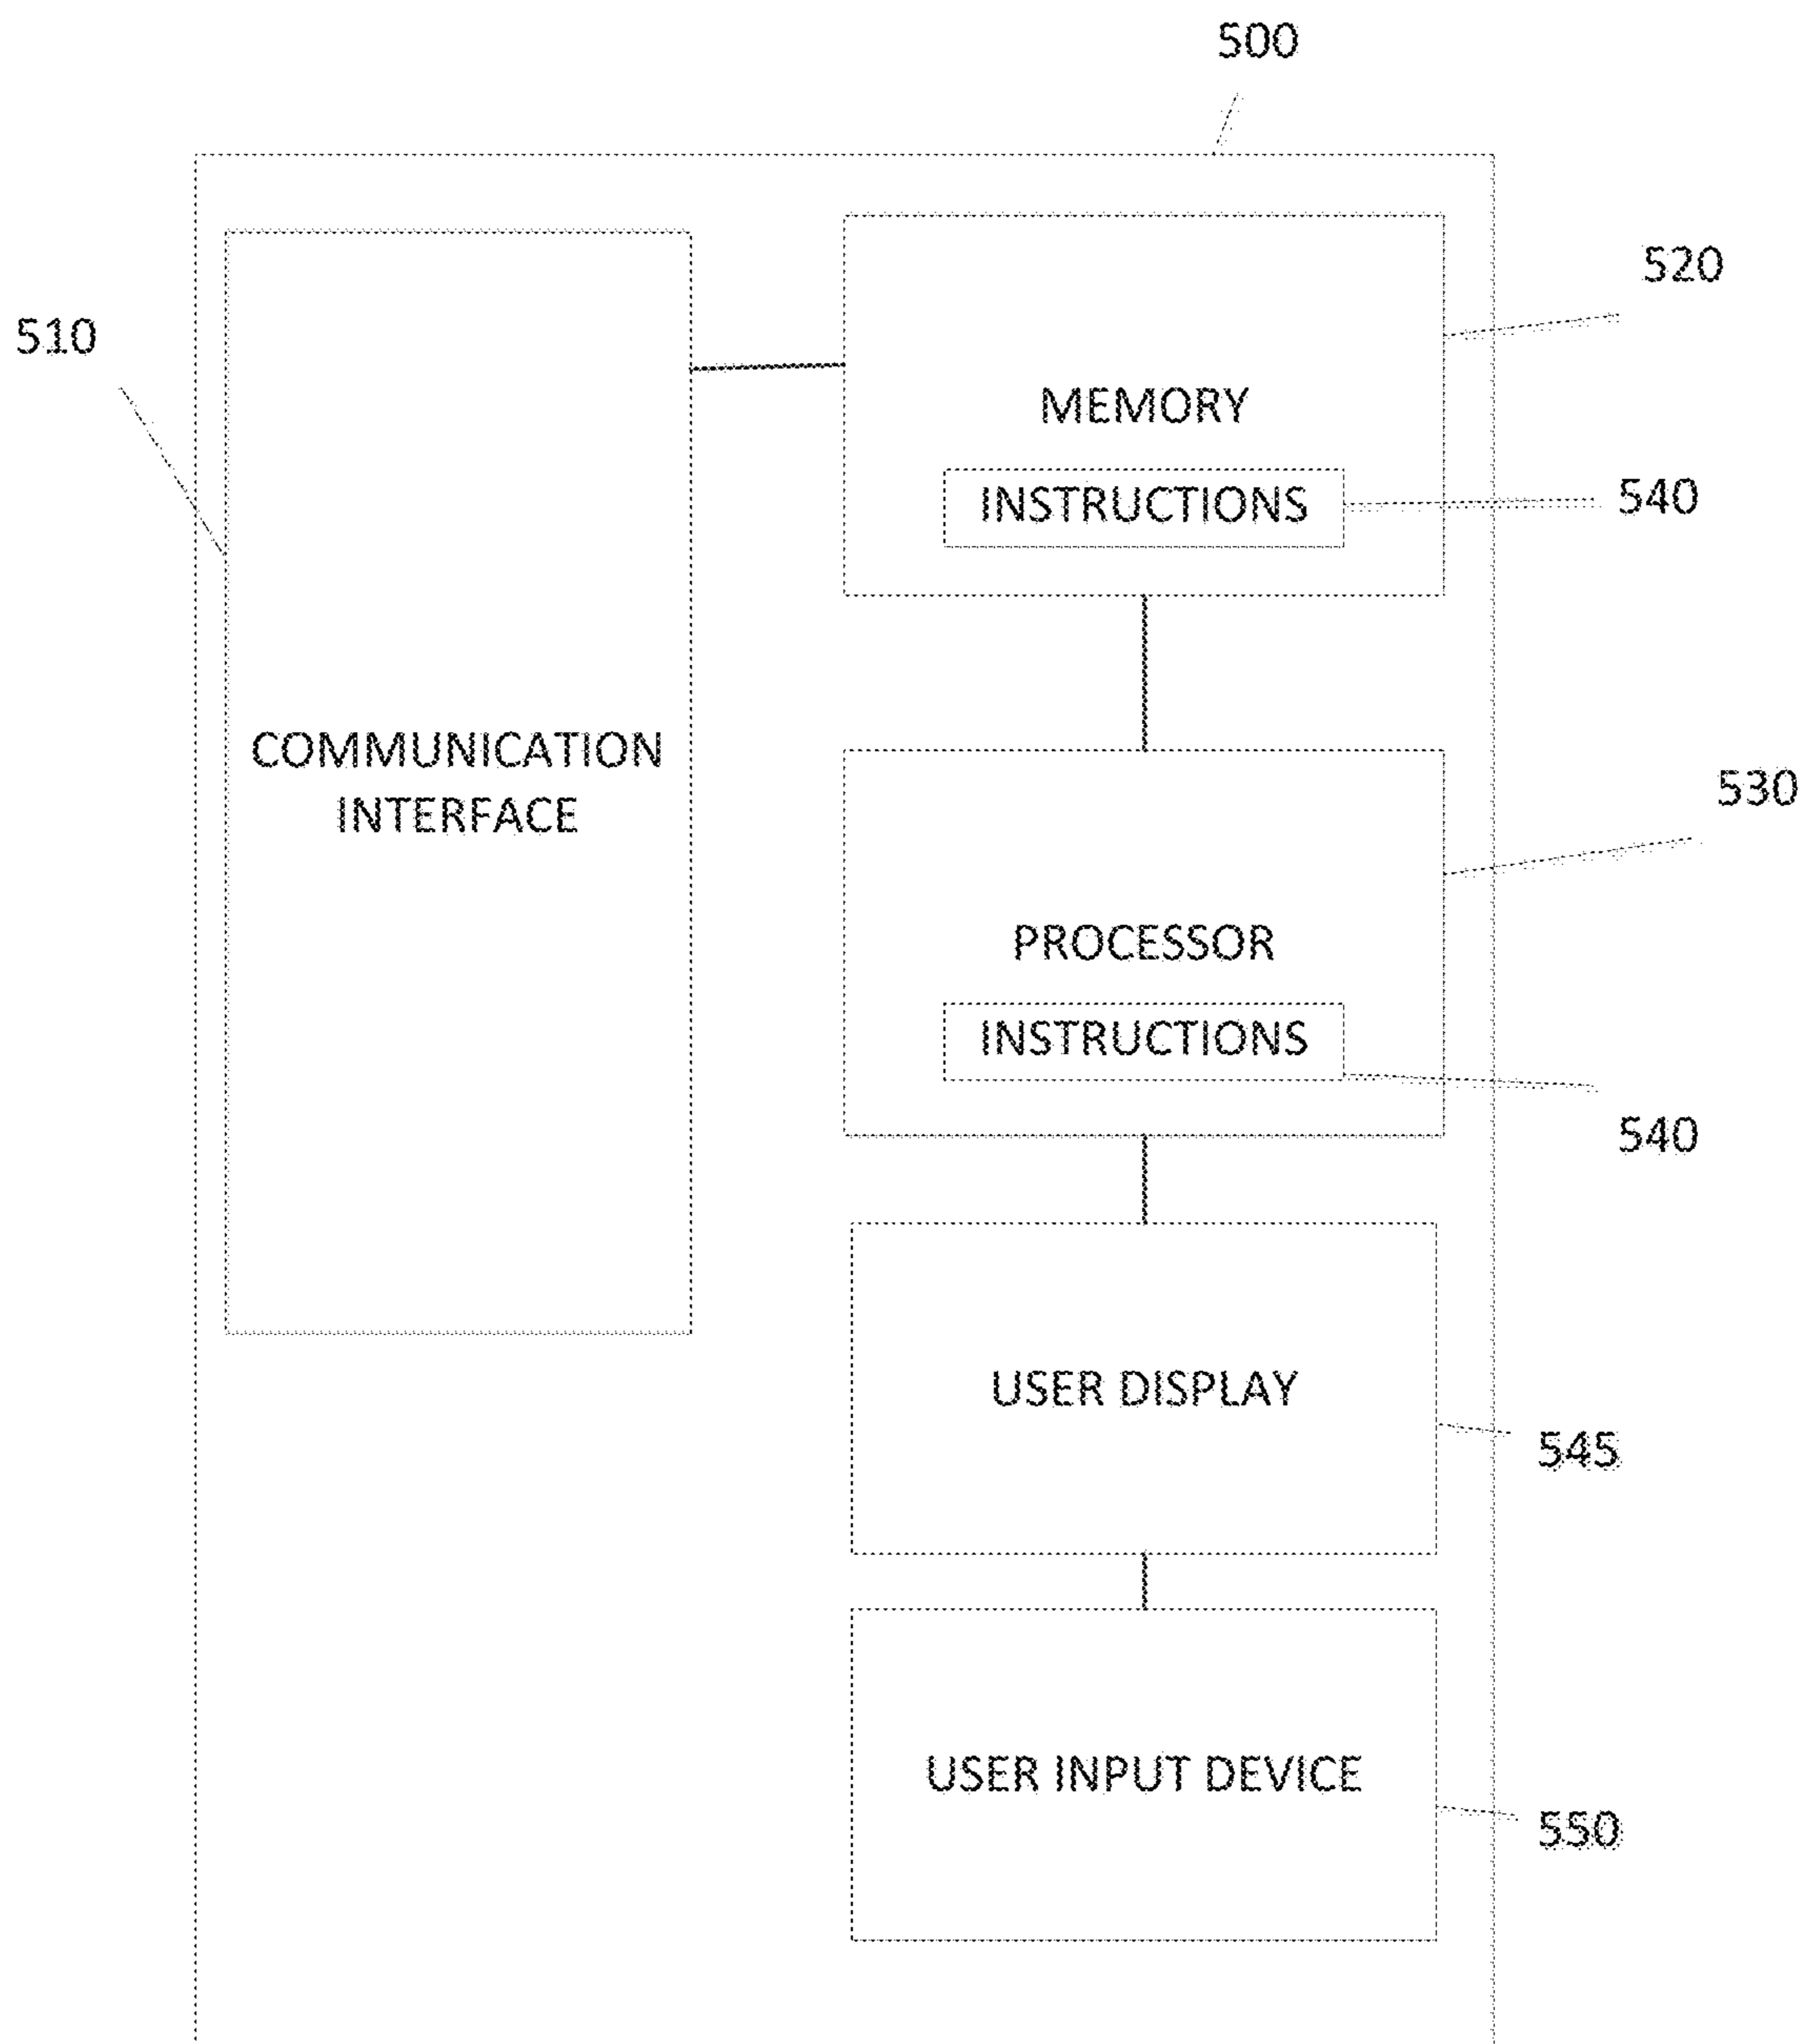 500
510
520
MEMORY
INSTRUCTIONS
540
COMMUNICATION
INTERFACE
530
PROCESSOR
INSTRUCTIONS
540
USER DISPLAY
545
USER INPUT DEVICE
550